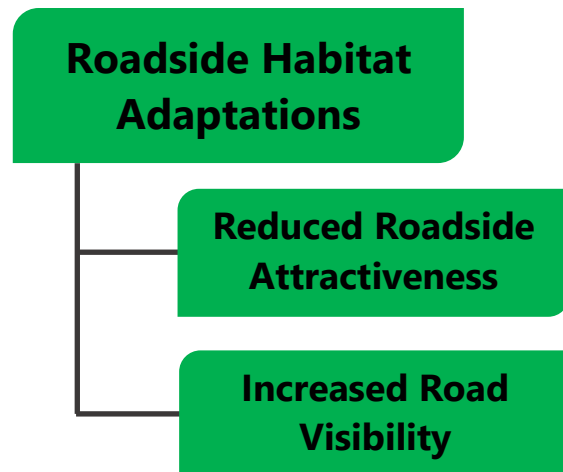 Roadside Habitat
Adaptations
Reduced Roadside
Attractiveness
Increased Road
Visibility